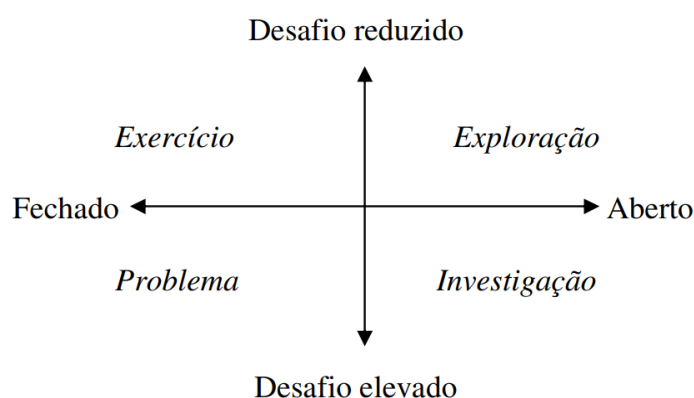 Desafio reduzido
Exercício
Exploração
Fechado
Aberto
Problema
Investigação
Desafio elevado